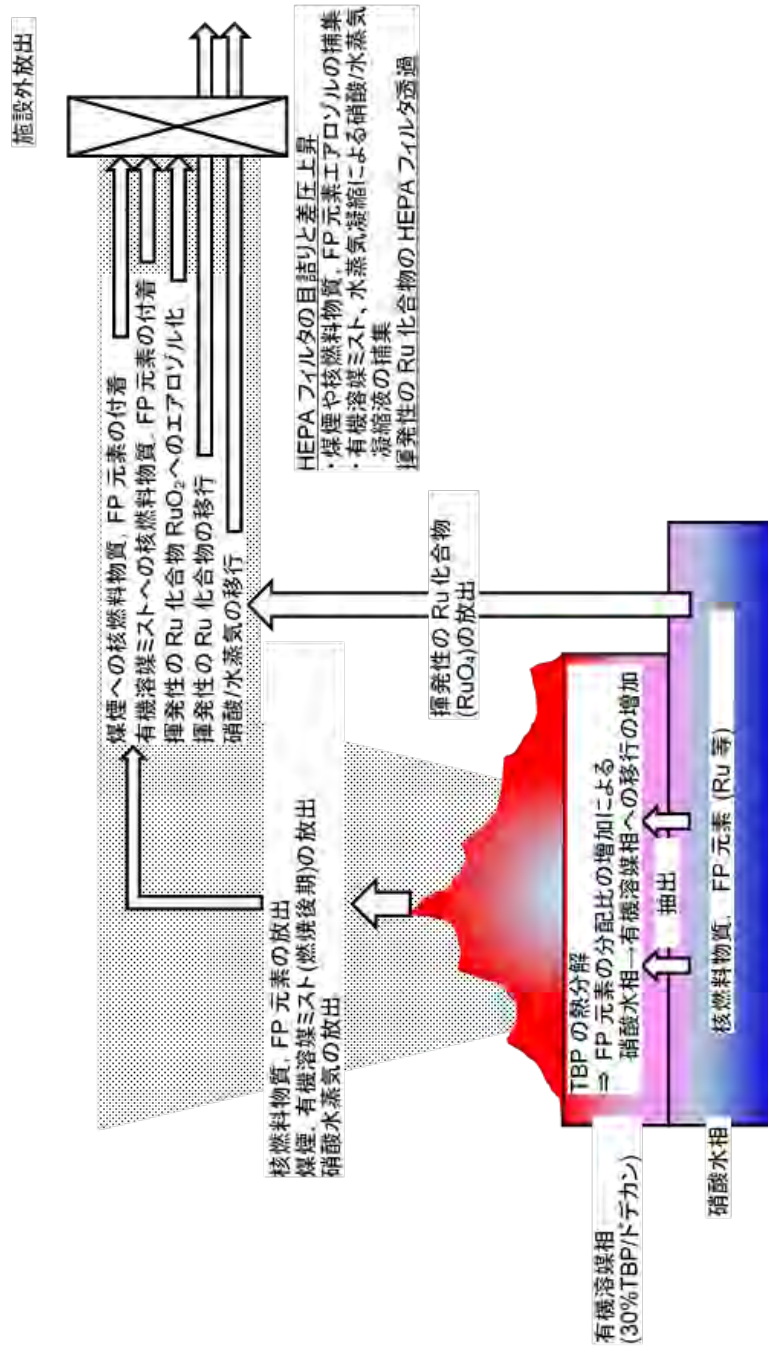 施設外放出
煤煙への核燃料物質, FP 元素の付着
有機溶媒ミストへの核燃料物質, FP 元素の付着
揮発性の Ru 化合物 RuO₂へのエアロゾル化
揮発性の Ru 化合物の移行
硝酸/水蒸気の移行
HEPA フィルタの目詰りと差圧上昇
・煤煙や核燃料物質, FP 元素エアロゾルの捕集
・有機溶媒ミスト、水蒸気凝縮による硝酸/水蒸気
凝縮液の捕集
揮発性の Ru 化合物の HEPA フィルタ透過
核燃料物質, FP 元素の放出
煤煙, 有機溶媒ミスト(燃焼後期)の放出
硝酸水蒸気の放出
揮発性の Ru 化合物
(RuO₄)の放出
TBP の熱分解
⇒ FP 元素の分配比の増加による
硝酸水相→有機溶媒相への移行の増加
抽出
核燃料物質, FP 元素 (Ru 等)
有機溶媒相
(30%TBP/ドデカン)
硝酸水相